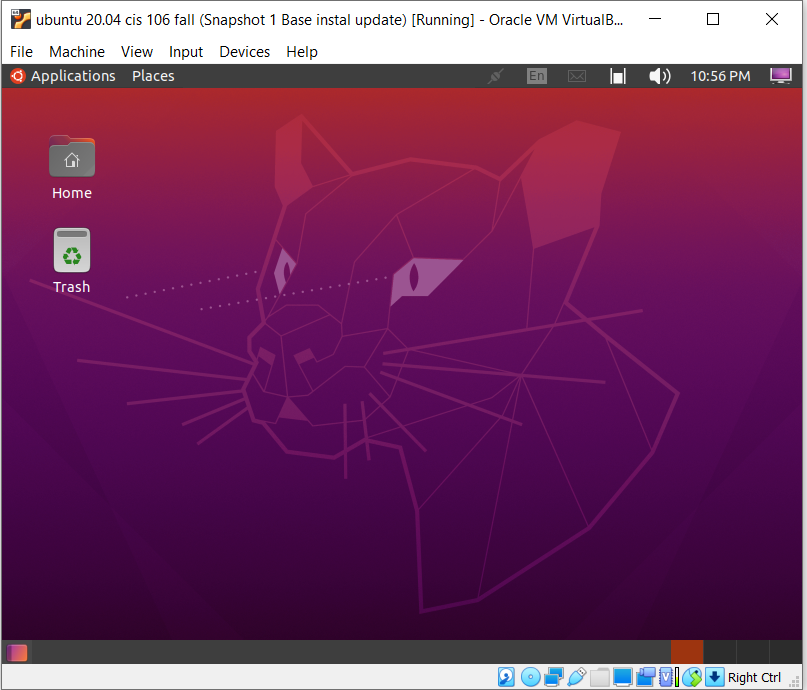 ubuntu 20.04 cis 106 fall (Snapshot 1 Base instal update) [Running] - Oracle VM VirtualB...
File Machine View Input Devices Help
Applications Places En 10:56 PM
Home
Trash
Right Ctrl